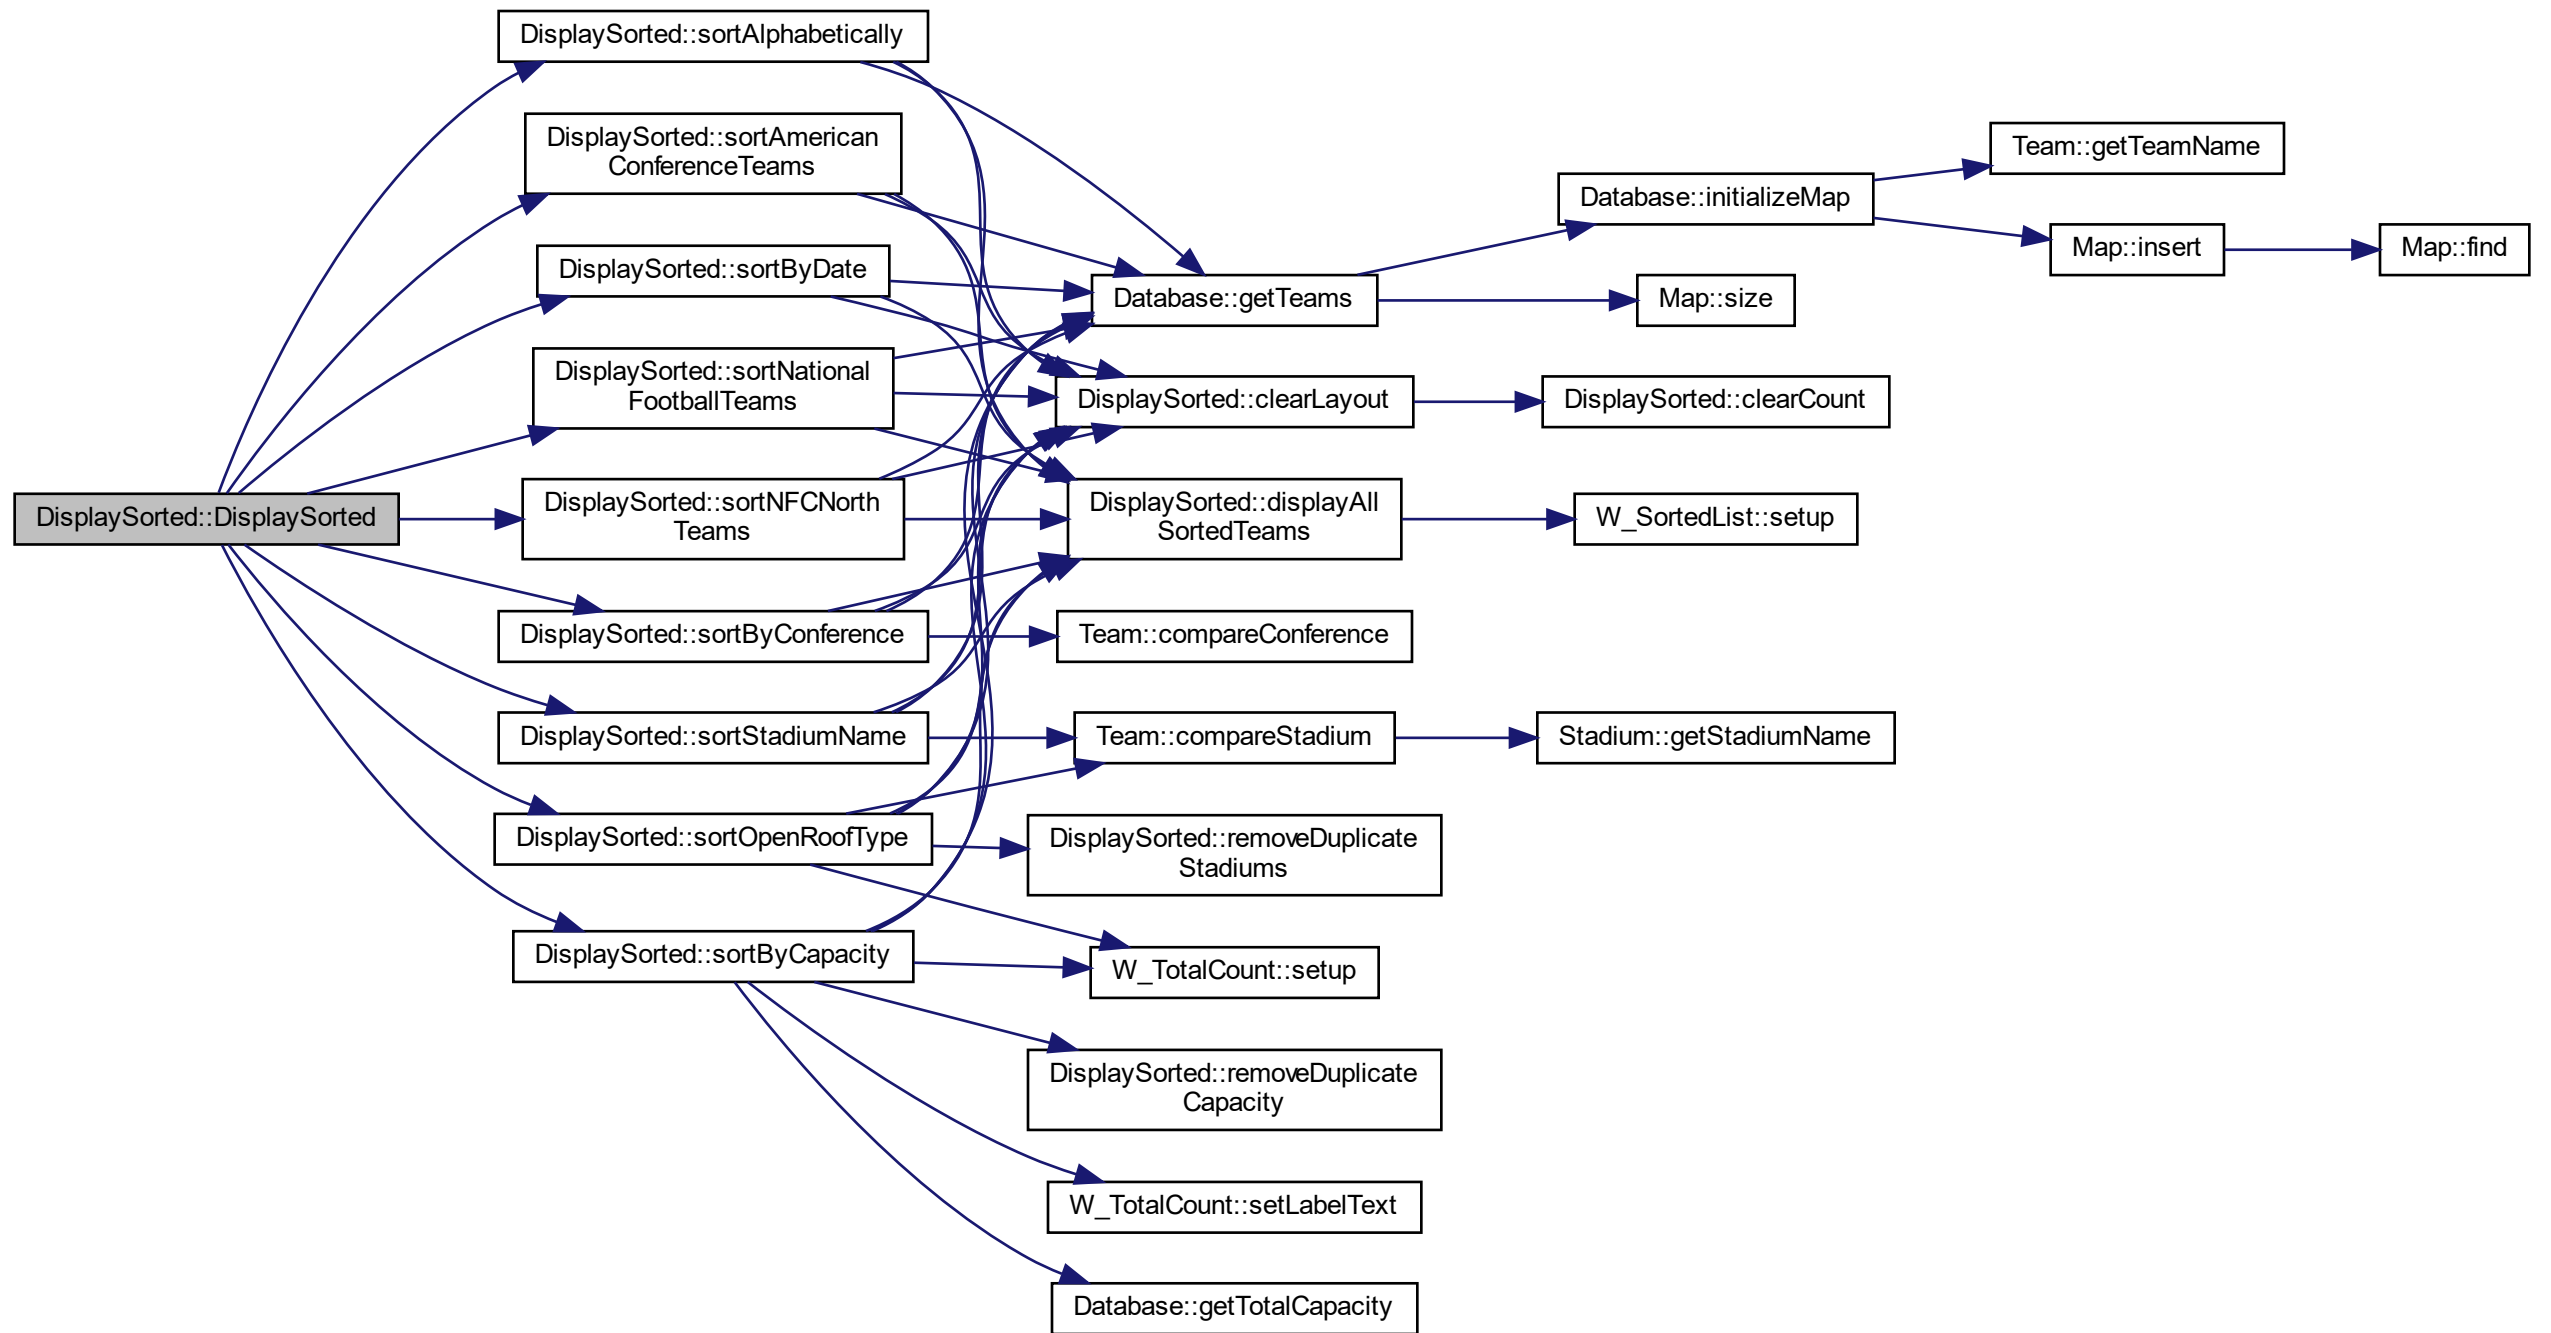 DisplaySorted::DisplaySorted
DisplaySorted::sortAlphabetically
DisplaySorted::sortAmerican
ConferenceTeams
DisplaySorted::sortByDate
DisplaySorted::sortNational
FootballTeams
DisplaySorted::sortNFCNorth
Teams
DisplaySorted::sortByConference
DisplaySorted::sortStadiumName
DisplaySorted::sortOpenRoofType
DisplaySorted::sortByCapacity
Database::getTeams
DisplaySorted::clearLayout
DisplaySorted::displayAll
SortedTeams
Team::compareConference
Team::compareStadium
DisplaySorted::removeDuplicate
Stadiums
W_TotalCount::setup
DisplaySorted::removeDuplicate
Capacity
W_TotalCount::setLabelText
Database::getTotalCapacity
Database::initializeMap
Map::size
DisplaySorted::clearCount
W_SortedList::setup
Stadium::getStadiumName
Team::getTeamName
Map::insert
Map::find